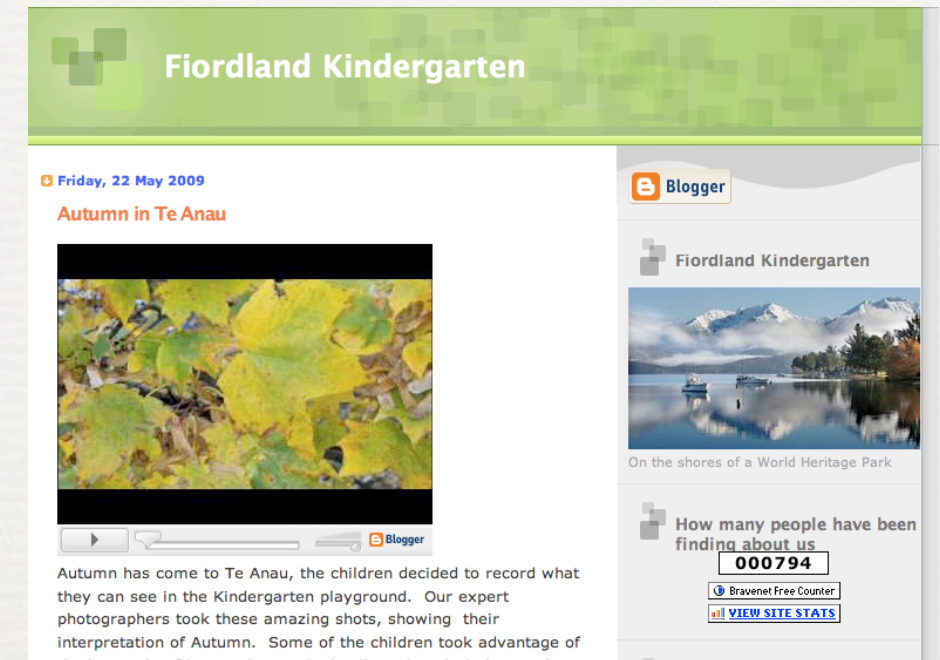 Fiordland Kindergarten
Friday, 22 May 2009
Autumn in Te Anau
Blogger
Autumn has come to Te Anau, the children decided to record what
they can see in the Kindergarten playground.  Our expert
photographers took these amazing shots, showing  their
interpretation of Autumn.  Some of the children took advantage of
Blogger
Fiordland Kindergarten
On the shores of a World Heritage Park
How many people have been
finding about us
000794
Bravenet Free Counter
VIEW SITE STATS